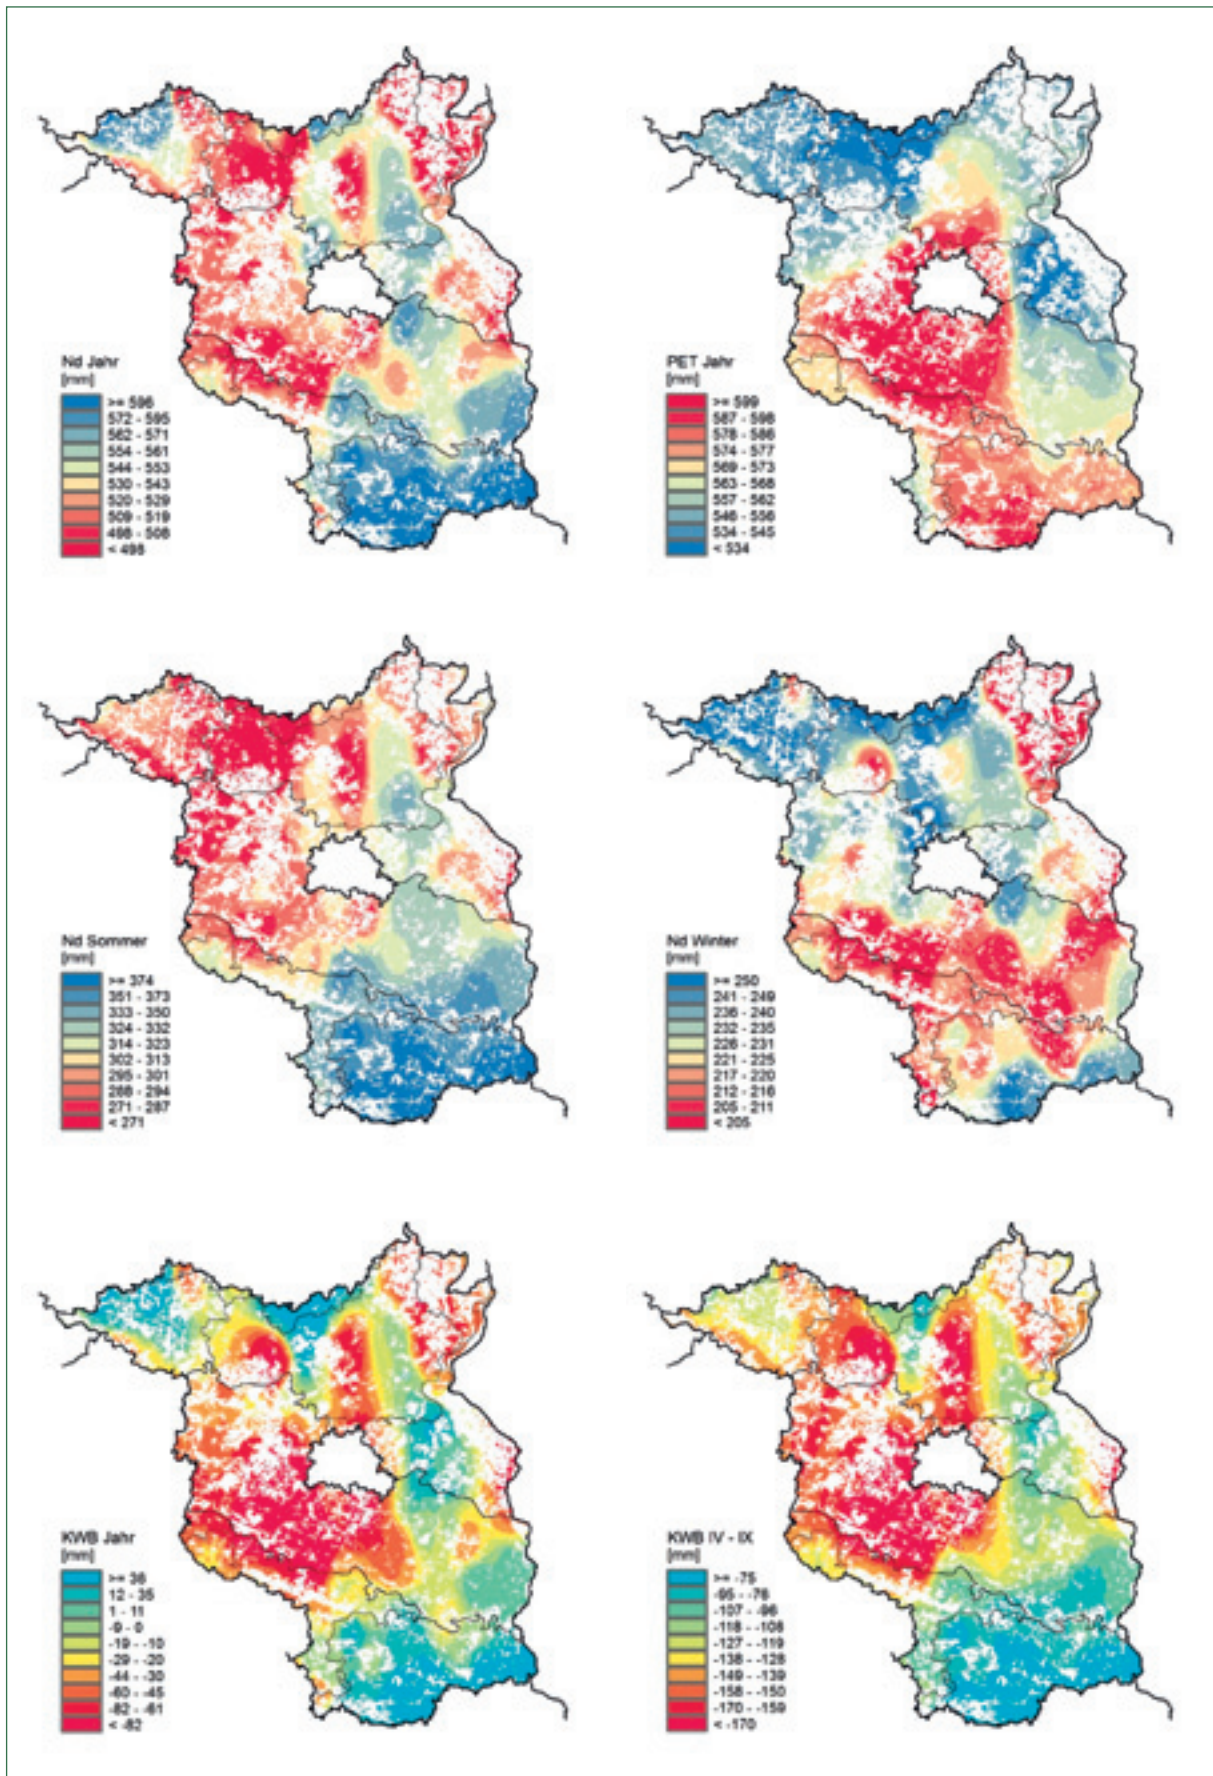 Nd Jahr
[mm]
>= 596
572 - 595
562 - 571
554 - 561
544 - 553
530 - 543
520 - 529
509 - 519
498 - 508
< 498
PET Jahr
[mm]
>= 599
587 - 598
578 - 586
574 - 577
569 - 573
563 - 568
557 - 562
546 - 556
534 - 545
< 534
Nd Sommer
[mm]
>= 374
351 - 373
333 - 350
324 - 332
314 - 323
302 - 313
295 - 301
288 - 294
271 - 287
< 271
Nd Winter
[mm]
>= 250
241 - 249
236 - 240
232 - 235
226 - 231
221 - 225
217 - 220
212 - 216
205 - 211
< 205
KWB Jahr
[mm]
>= 36
12 - 35
1 - 11
-9 - 0
-19 - -10
-29 - -20
-44 - -30
-60 - -45
-82 - -61
< -82
KWB IV - IX
[mm]
>= -75
-95 - -76
-107 - -96
-118 - -108
-127 - -119
-138 - -128
-149 - -139
-158 - -150
-170 - -159
< -170